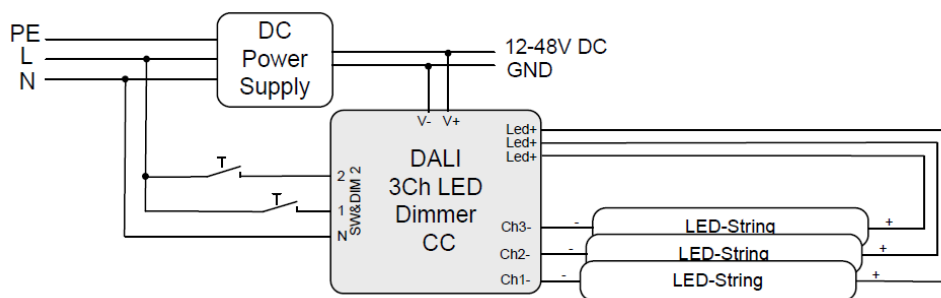 PE
L
N
DC
Power
Supply
12-48V DC
GND
V- V+
DALI
3Ch LED
Dimmer
CC
SW&DIM 2
2
1
N
T
T
Led+
Led+
Led+
Ch3-
Ch2-
Ch1-
- LED-String +
- LED-String +
- LED-String +